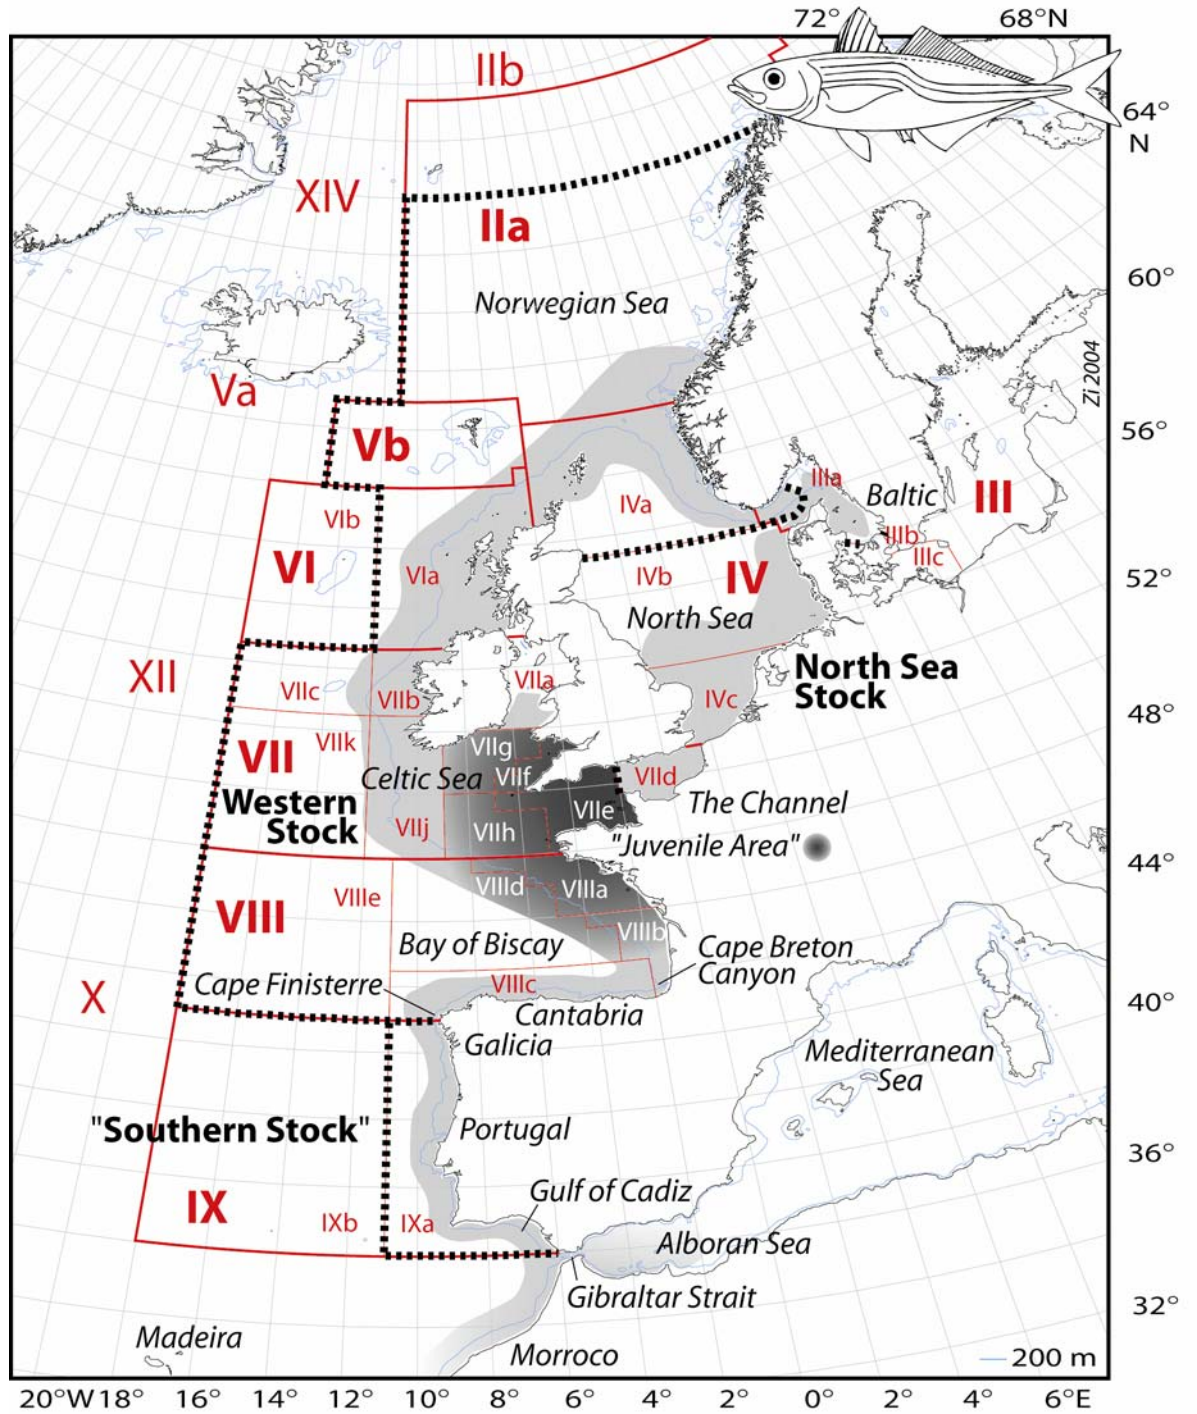 72°
68°N
IIb
64°
N
XIV
IIa
60°
Norwegian Sea
Zi 2004
Va
56°
Vb
IIIa
Baltic
III
IVa
VIb
IIIb
IIIc
VI
VIa
IVb
IV
52°
North Sea
XII
VIIa
North Sea
Stock
VIIc
VIIb
IVc
48°
VIIk
VIIg
VII
Celtic Sea
VIIf
VIId
Western
Stock
VIIe
The Channel
VIIj
VIIh
"Juvenile Area"
44°
VIIId
VIIIa
VIIIe
VIII
VIIIb
Bay of Biscay
Cape Breton
Canyon
X
Cape Finisterre
VIIIc
40°
Cantabria
Galicia
Mediterranean
Sea
"Southern Stock"
Portugal
36°
Gulf of Cadiz
IX
IXb
IXa
Alboran Sea
Gibraltar Strait
32°
Madeira
Morroco
200 m
20°W 18° 16° 14° 12° 10° 8° 6° 4° 2° 0° 2° 4° 6°E